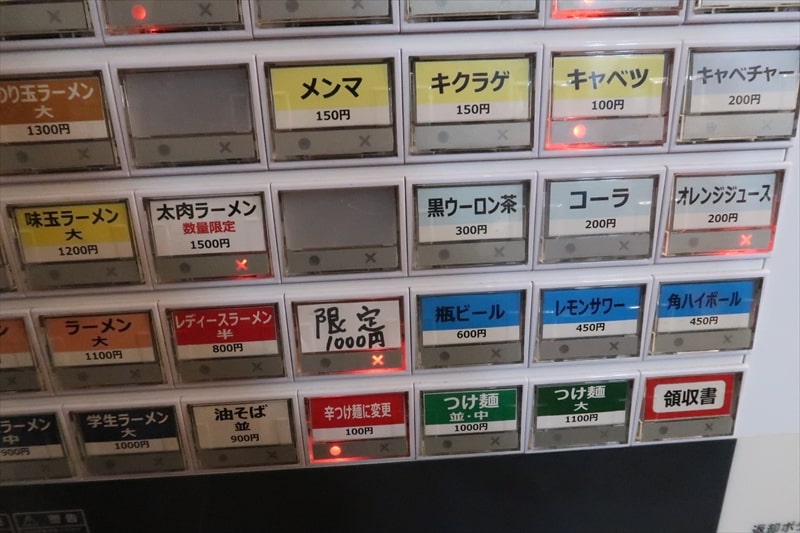 のり玉ラーメン
大
1300円
メンマ
150円
キクラゲ
150円
キャベツ
100円
キャベチャー
200円
味玉ラーメン
大
1200円
太肉ラーメン
数量限定
1500円
黒ウーロン茶
300円
コーラ
200円
オレンジジュース
200円
ラーメン
大
1100円
レディースラーメン
半
800円
限定
1000円
瓶ビール
600円
レモンサワー
450円
角ハイボール
450円
ラーメン
中
900円
学生ラーメン
大
1000円
油そば
並
900円
辛つけ麺に変更
100円
つけ麺
並・中
1000円
つけ麺
大
1100円
領収書
警告
返却ボ